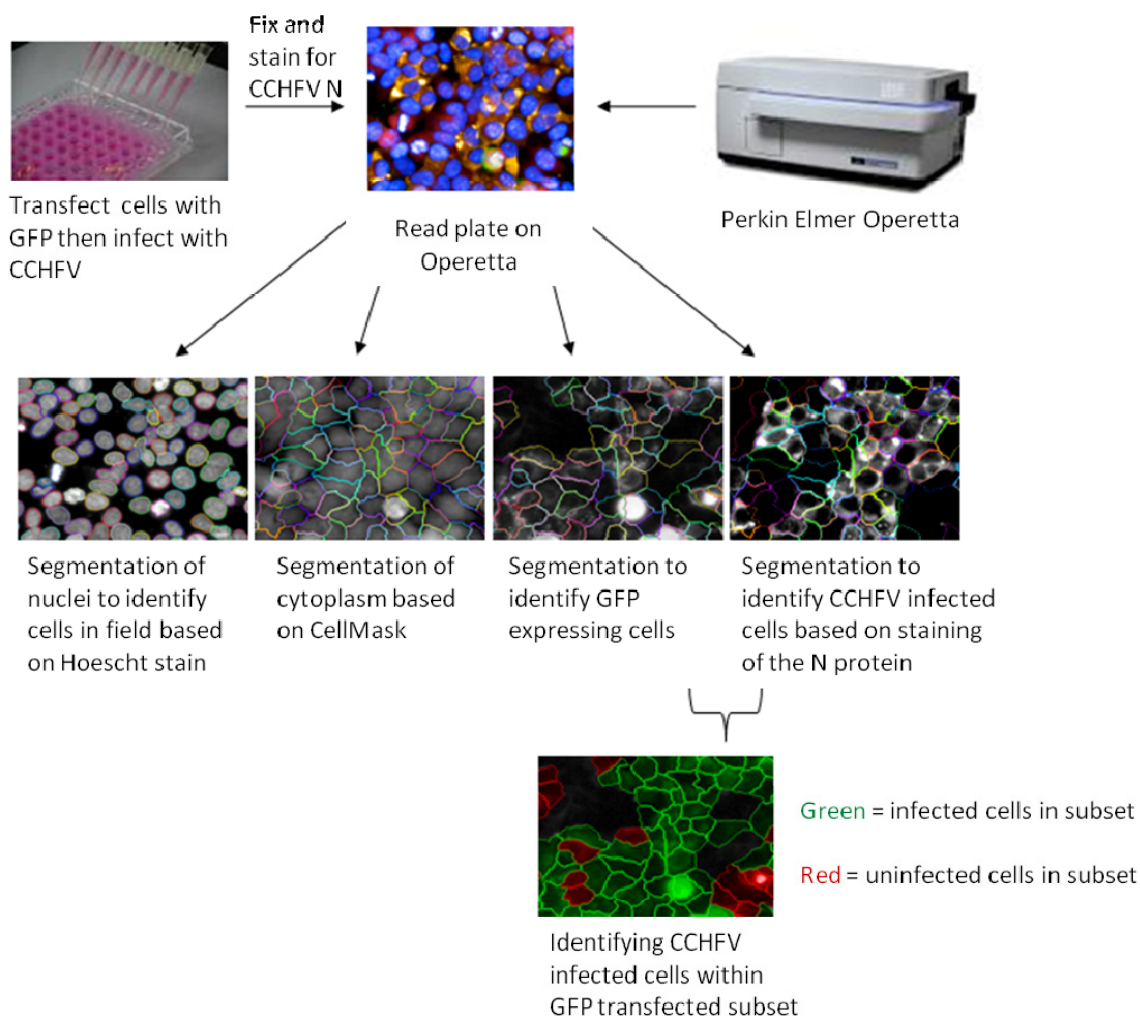 Fix and
stain for
CCHFV N
Transfect cells with
GFP then infect with
CCHFV
Read plate on
Operetta
Perkin Elmer Operetta
Segmentation of
nuclei to identify
cells in field based
on Hoescht stain
Segmentation of
cytoplasm based
on CellMask
Segmentation to
identify GFP
expressing cells
Segmentation to
identify CCHFV infected
cells based on staining
of the N protein
Green = infected cells in subset
Red = uninfected cells in subset
Identifying CCHFV
infected cells within
GFP transfected subset